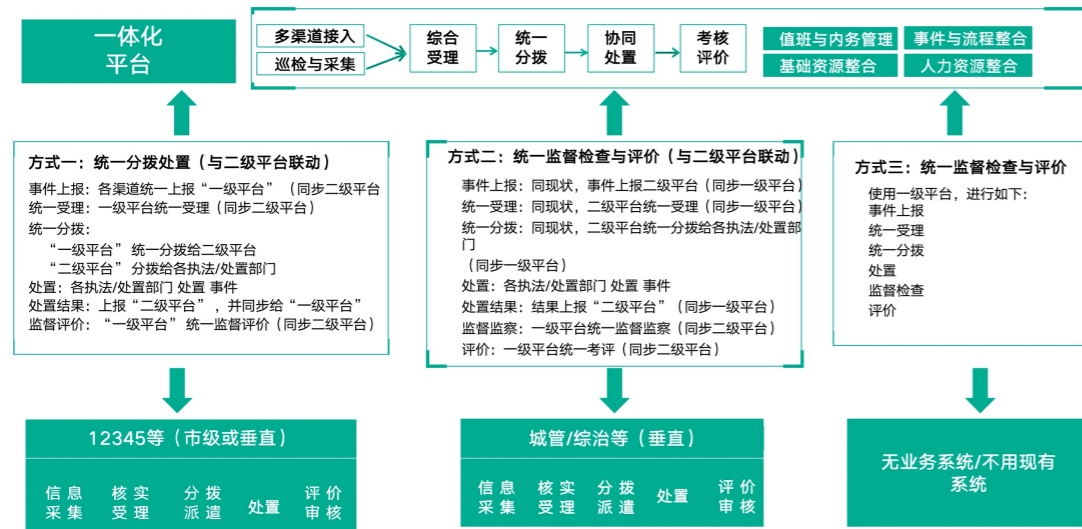 一体化
平台
多渠道接入
巡检与采集
综合
受理
统一
分拨
协同
处置
考核
评价
值班与内务管理
事件与流程整合
基础资源整合
人力资源整合
方式一：统一分拨处置（与二级平台联动）
事件上报：各渠道统一上报“一级平台”（同步二级平台
统一受理：一级平台统一受理（同步二级平台）
统一分拨：
“一级平台” 统一分拨给二级平台
“二级平台” 分拨给各执法/处置部门
处置：各执法/处置部门 处置 事件
处置结果：上报“二级平台”，并同步给“一级平台”
监督评价：“一级平台” 统一监督评价（同步二级平台）
方式二：统一监督检查与评价（与二级平台联动）
事件上报：同现状，事件上报二级平台（同步一级平台）
统一受理：同现状，二级平台统一受理（同步一级平台）
统一分拨：同现状，二级平台统一分拨给各执法/处置部
门
（同步一级平台）
处置：各执法/处置部门 处置 事件
处置结果：结果上报“二级平台”（同步一级平台）
监督监察：一级平台统一监督监察（同步二级平台）
评价：一级平台统一考评（同步二级平台）
方式三：统一监督检查与评价
使用一级平台，进行如下：
事件上报
统一受理
统一分拨
处置
监督检查
评价
12345等（市级或垂直）
信息
采集
核实
受理
分拨
派遣
处置
评价
审核
城管/综治等（垂直）
信息
采集
核实
受理
分拨
派遣
处置
评价
审核
无业务系统/不用现有
系统